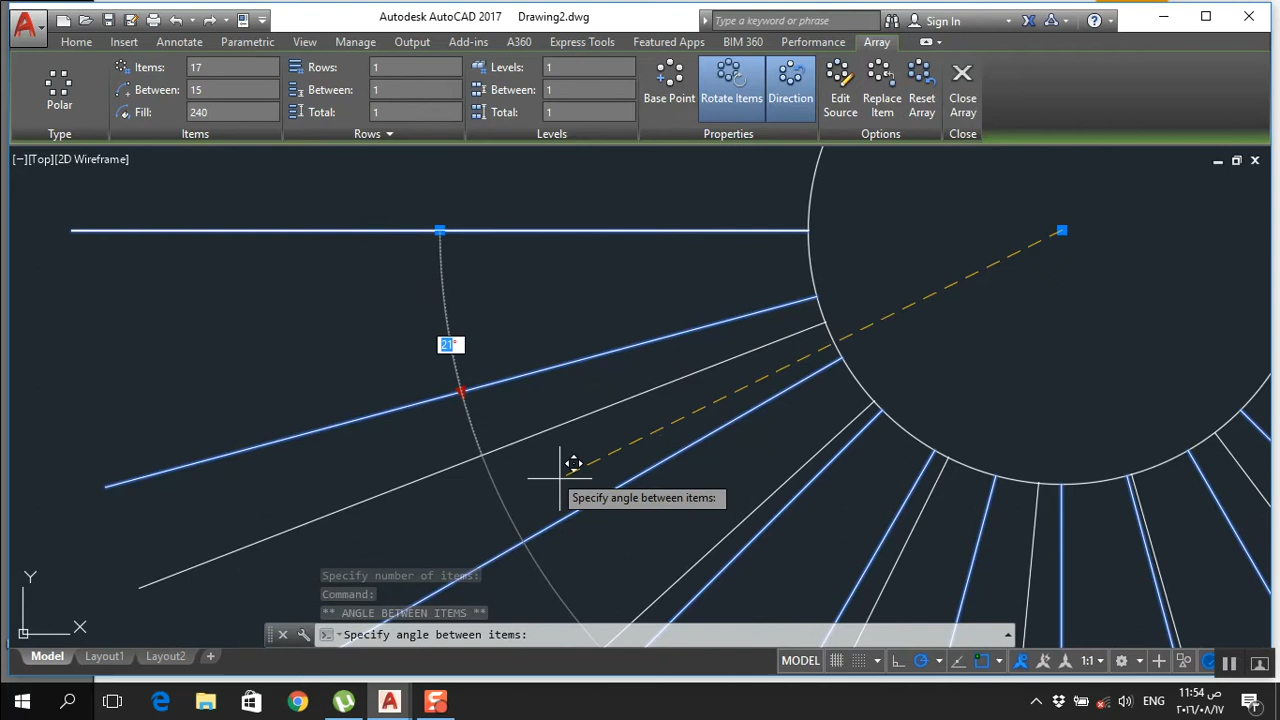 Autodesk AutoCAD 2017 Drawing2.dwg
Type a keyword or phrase
Sign In
Home Insert Annotate Parametric View Manage Output Add-ins A360 Express Tools Featured Apps BIM 360 Performance Array
Items: 17 Rows: 1 Levels: 1
Between: 15 Between: 1 Between: 1
Fill: 240 Total: 1 Total: 1
Polar
Base Point Rotate Items Direction
Edit Source Replace Item Reset Array Close Array
Type Items Rows Levels Properties Options Close
[−][Top][2D Wireframe]
21°
Specify angle between items:
Specify number of items:
Command:
** ANGLE BETWEEN ITEMS **
Specify angle between items:
Y
X
Model Layout1 Layout2 +
MODEL 1:1
ENG
11:54 ص
٢٠١٦/٠٨/١٧